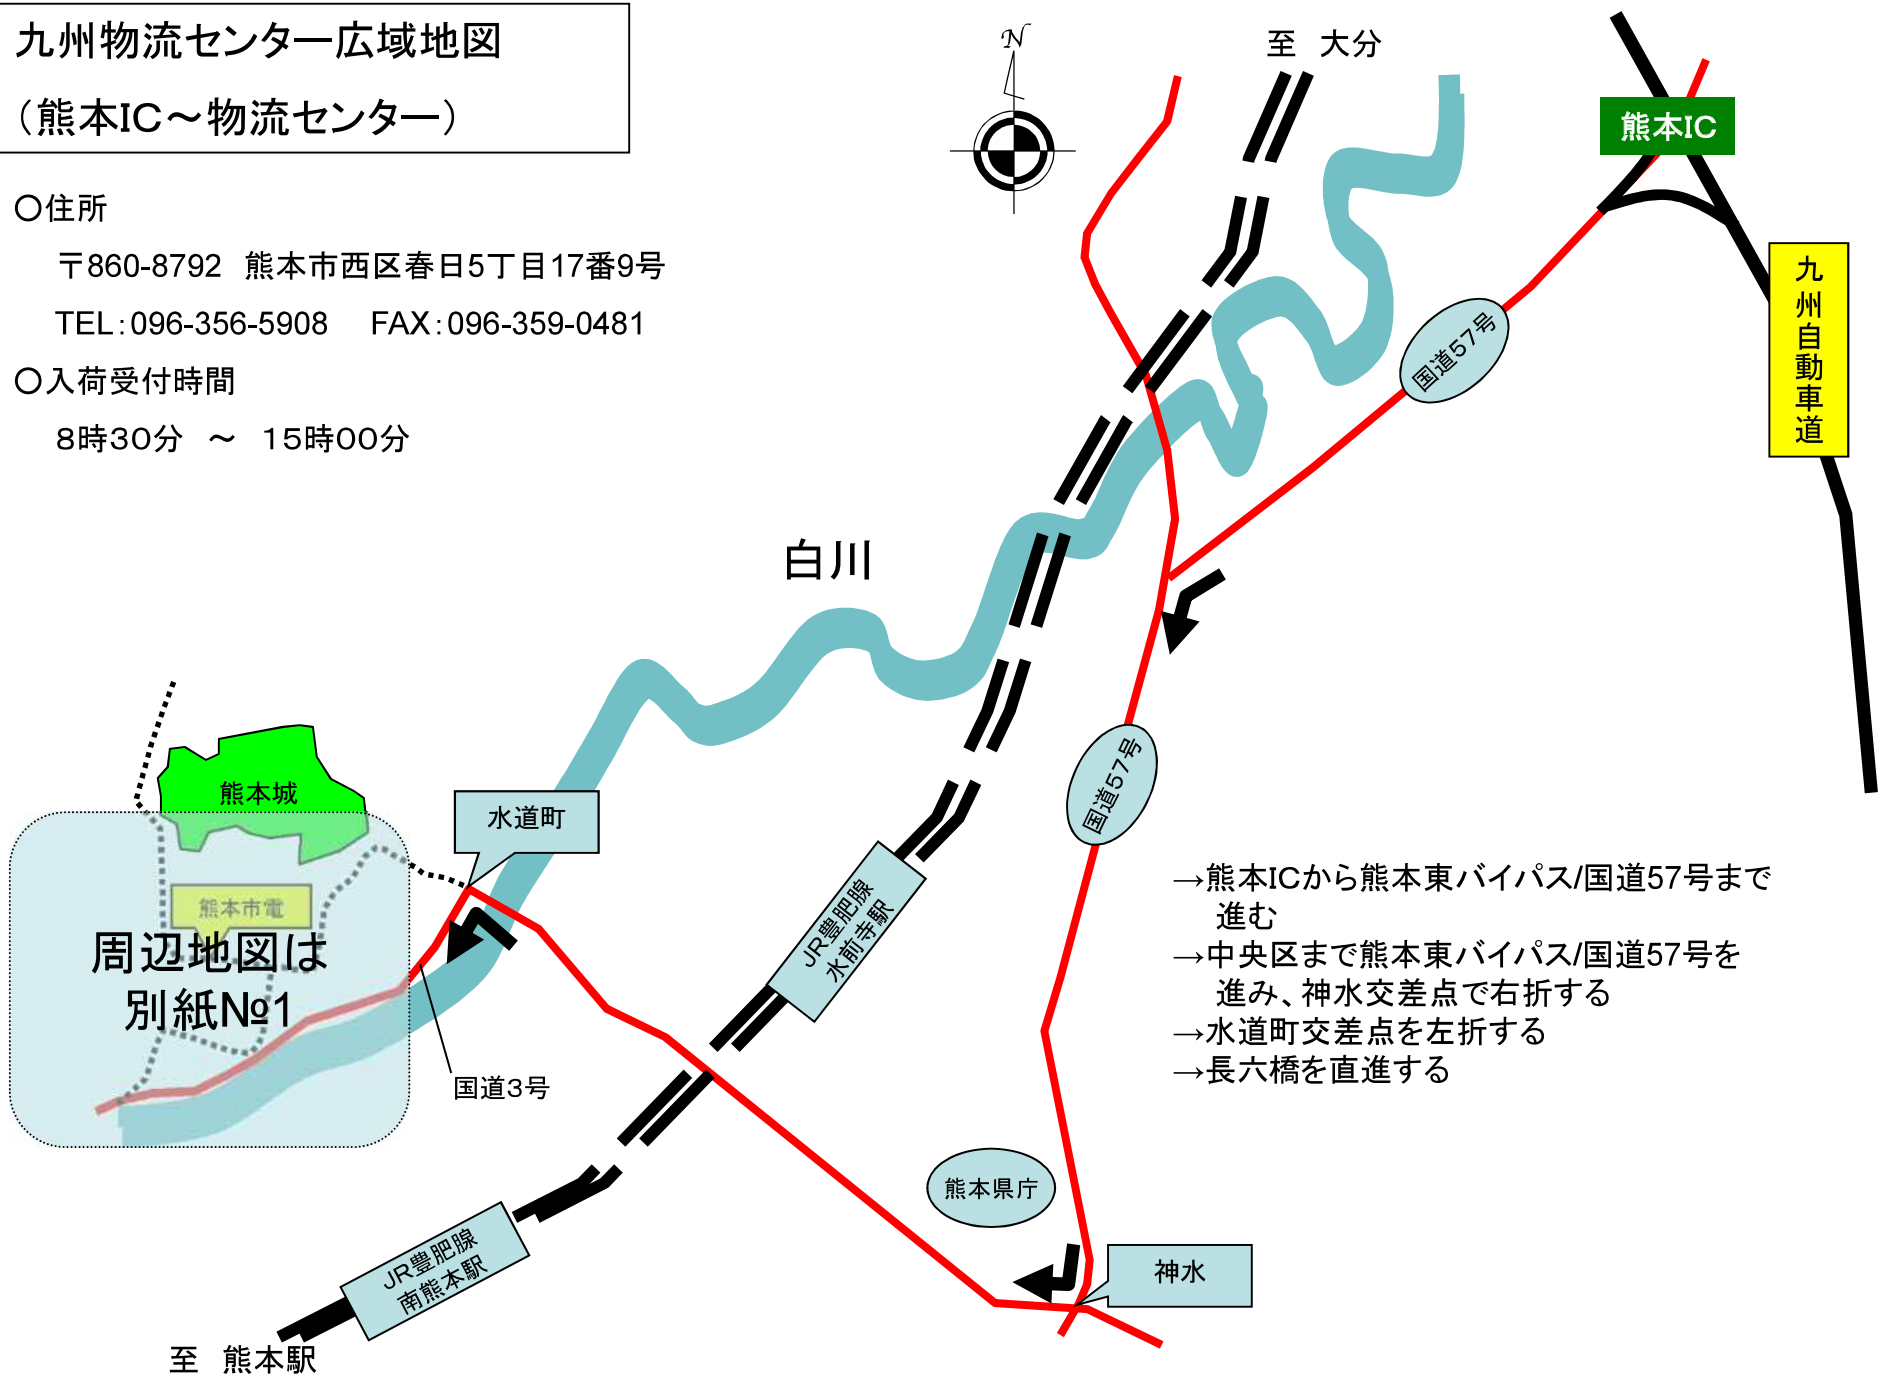 九州物流センター広域地図
（熊本IC～物流センター）
○住所
〒860-8792 熊本市西区春日5丁目17番9号
TEL：096-356-5908 FAX：096-359-0481
○入荷受付時間
8時30分 ～ 15時00分
N
至 大分
熊本IC
九州自動車道
国道57号
白川
国道57号
熊本城
水道町
熊本市電
周辺地図は
別紙№1
国道3号
JR豊肥腺
水前寺駅
→熊本ICから熊本東バイパス/国道57号まで
進む
→中央区まで熊本東バイパス/国道57号を
進み、神水交差点で右折する
→水道町交差点を左折する
→長六橋を直進する
熊本県庁
神水
JR豊肥腺
南熊本駅
至 熊本駅